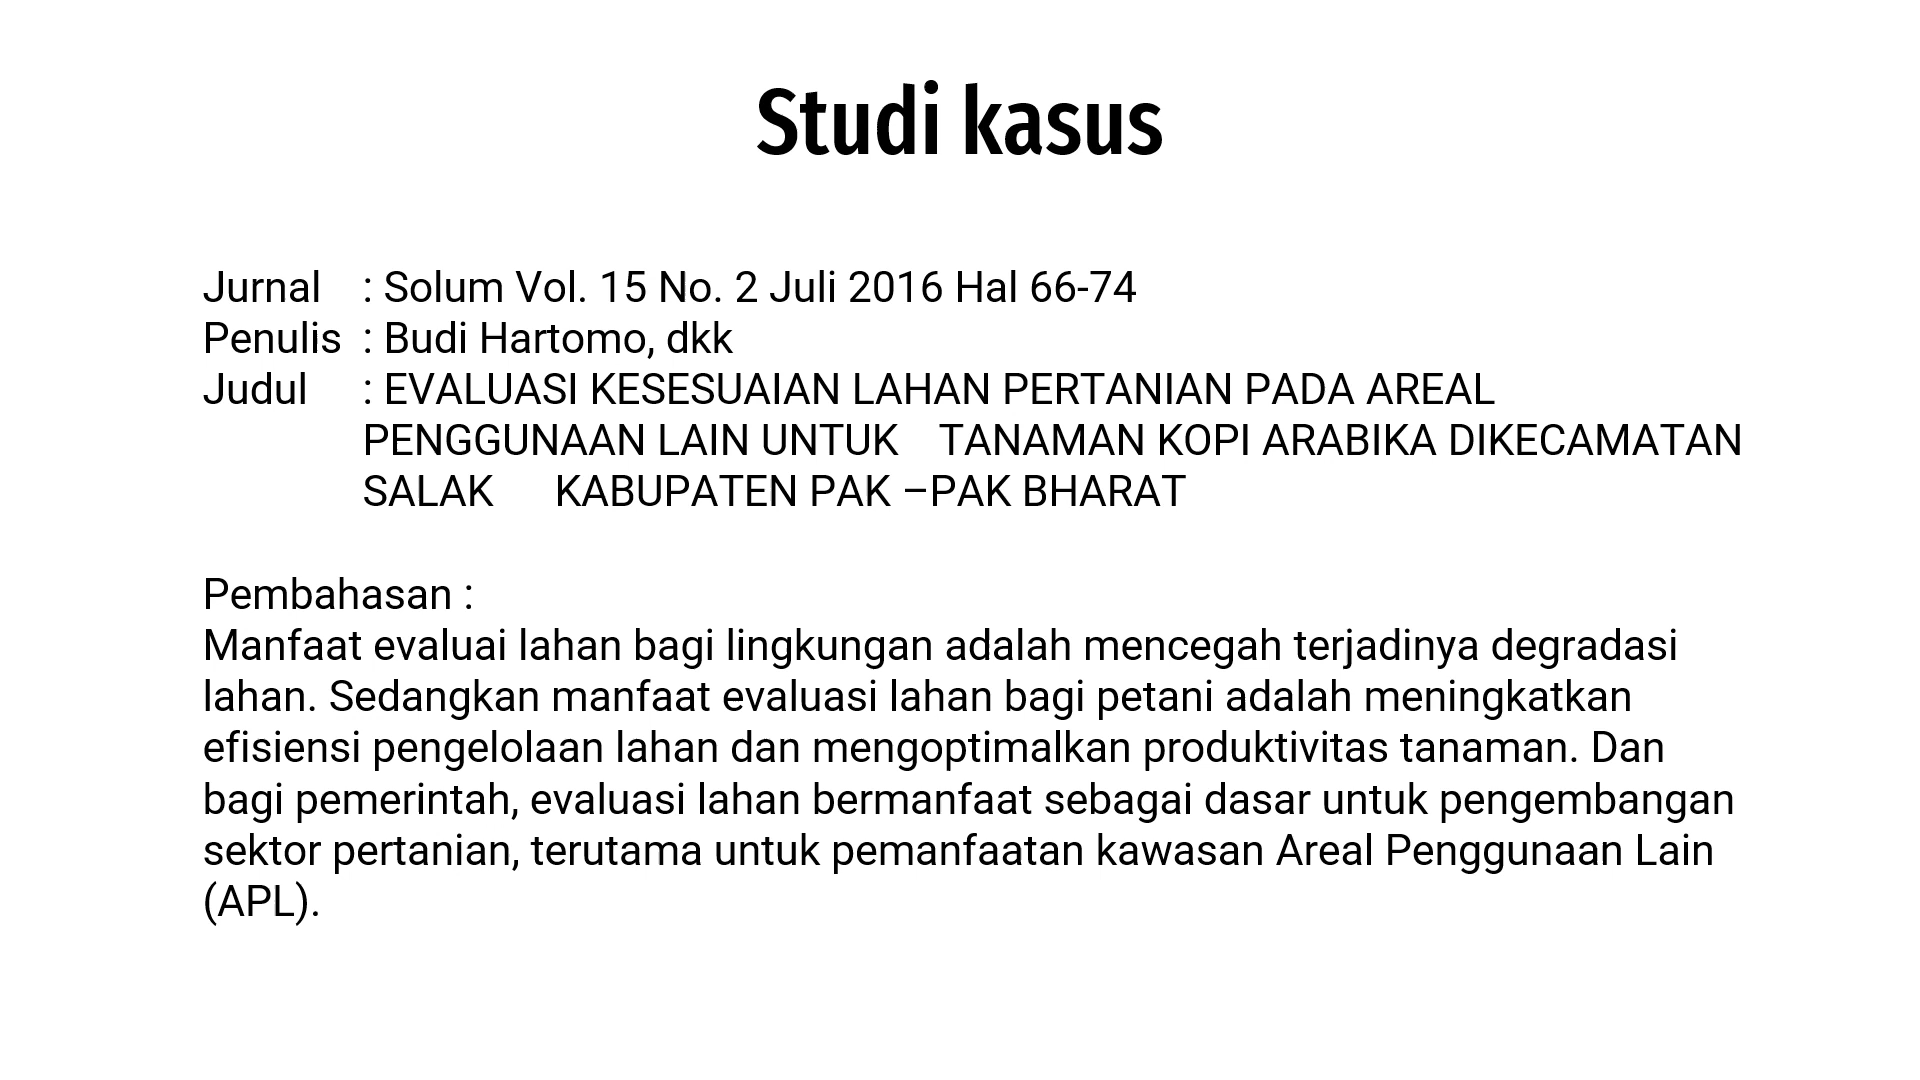 Studi kasus
Jurnal : Solum Vol. 15 No. 2 Juli 2016 Hal 66-74
Penulis : Budi Hartomo, dkk
Judul : EVALUASI KESESUAIAN LAHAN PERTANIAN PADA AREAL
PENGGUNAAN LAIN UNTUK TANAMAN KOPI ARABIKA DIKECAMATAN
SALAK KABUPATEN PAK –PAK BHARAT
Pembahasan :
Manfaat evaluai lahan bagi lingkungan adalah mencegah terjadinya degradasi
lahan. Sedangkan manfaat evaluasi lahan bagi petani adalah meningkatkan
efisiensi pengelolaan lahan dan mengoptimalkan produktivitas tanaman. Dan
bagi pemerintah, evaluasi lahan bermanfaat sebagai dasar untuk pengembangan
sektor pertanian, terutama untuk pemanfaatan kawasan Areal Penggunaan Lain
(APL).